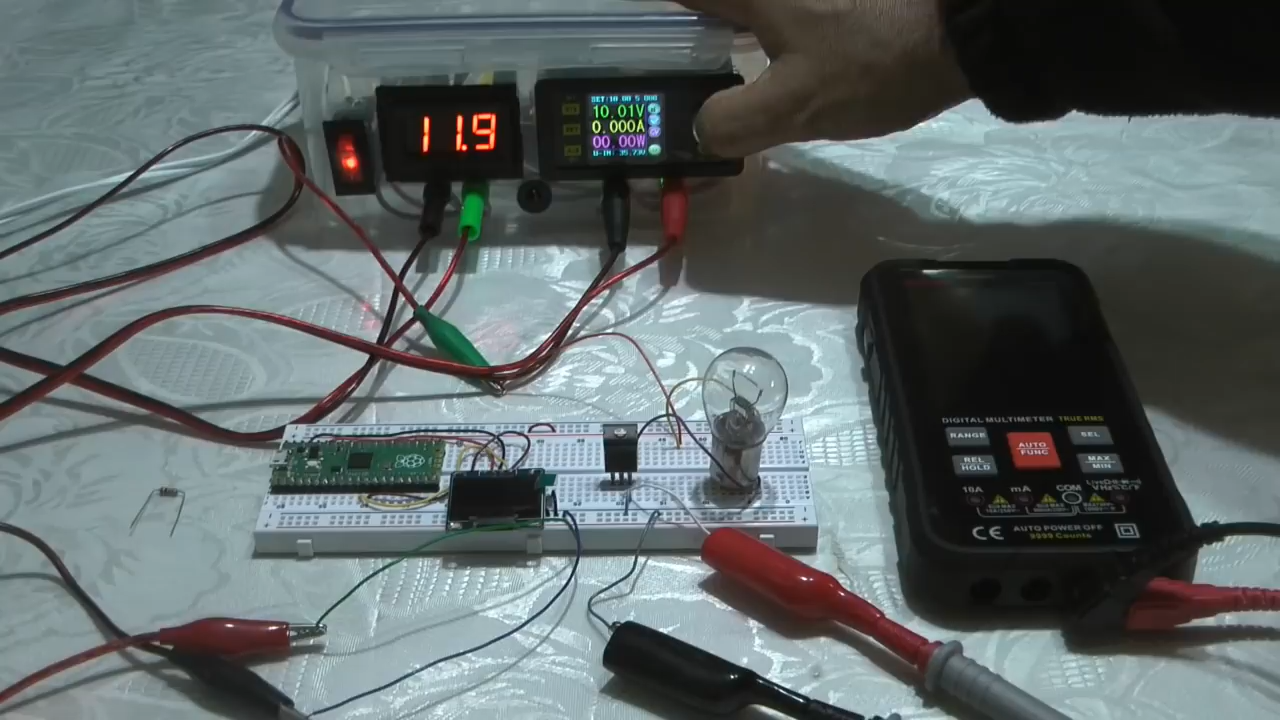 11.9
10.01V
0.000A
00.00W
DIGITAL MULTIMETER TRUE RMS
RANGE
AUTO
FUNC
SEL
REL
HOLD
MAX
MIN
10A
mA
COM
CE
AUTO POWER OFF
9999 Counts